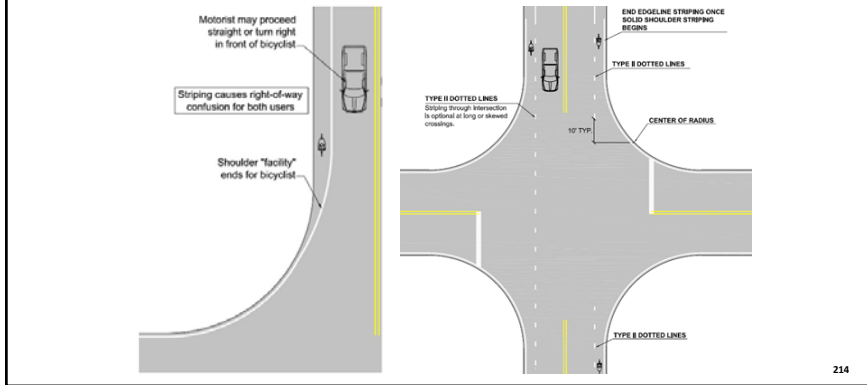 Motorist may proceed
straight or turn right
in front of bicyclist
Striping causes right-of-way
confusion for both users
Shoulder "facility"
ends for bicyclist
END EDGELINE STRIPING ONCE
SOLID SHOULDER STRIPING
BEGINS
TYPE II DOTTED LINES
TYPE II DOTTED LINES
Striping through Intersection
is optional at long or skewed
crossings.
CENTER OF RADIUS
10' TYP.
TYPE II DOTTED LINES
214